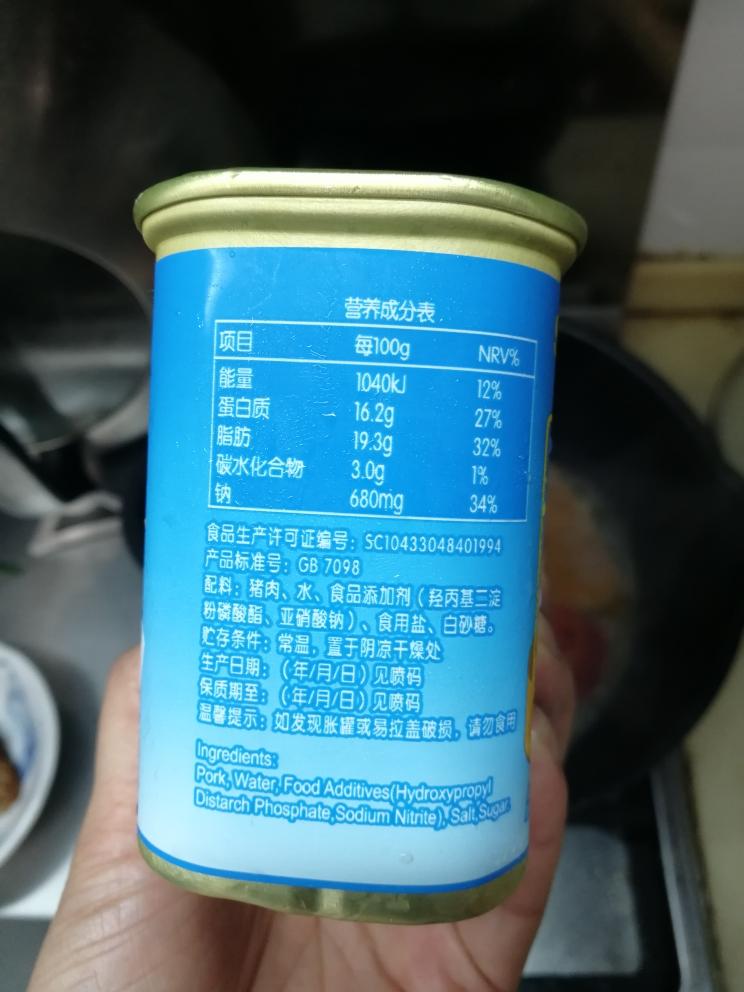 营养成分表
项目 每100g NRV%
能量 1040kJ 12%
蛋白质 16.2g 27%
脂肪 19.3g 32%
碳水化合物 3.0g 1%
钠 680mg 34%
食品生产许可证编号：SC10433048401994
产品标准号：GB 7098
配料：猪肉、水、食品添加剂（羟丙基二淀
粉磷酸酯、亚硝酸钠）、食用盐、白砂糖。
贮存条件：常温，置于阴凉干燥处
生产日期：（年/月/日）见喷码
保质期至：（年/月/日）见喷码
温馨提示：如发现胀罐或易拉盖破损，请勿食用
Ingredients:
Pork, Water, Food Additives(Hydroxypropyl
Distarch Phosphate,Sodium Nitrite), Salt,Sugar.